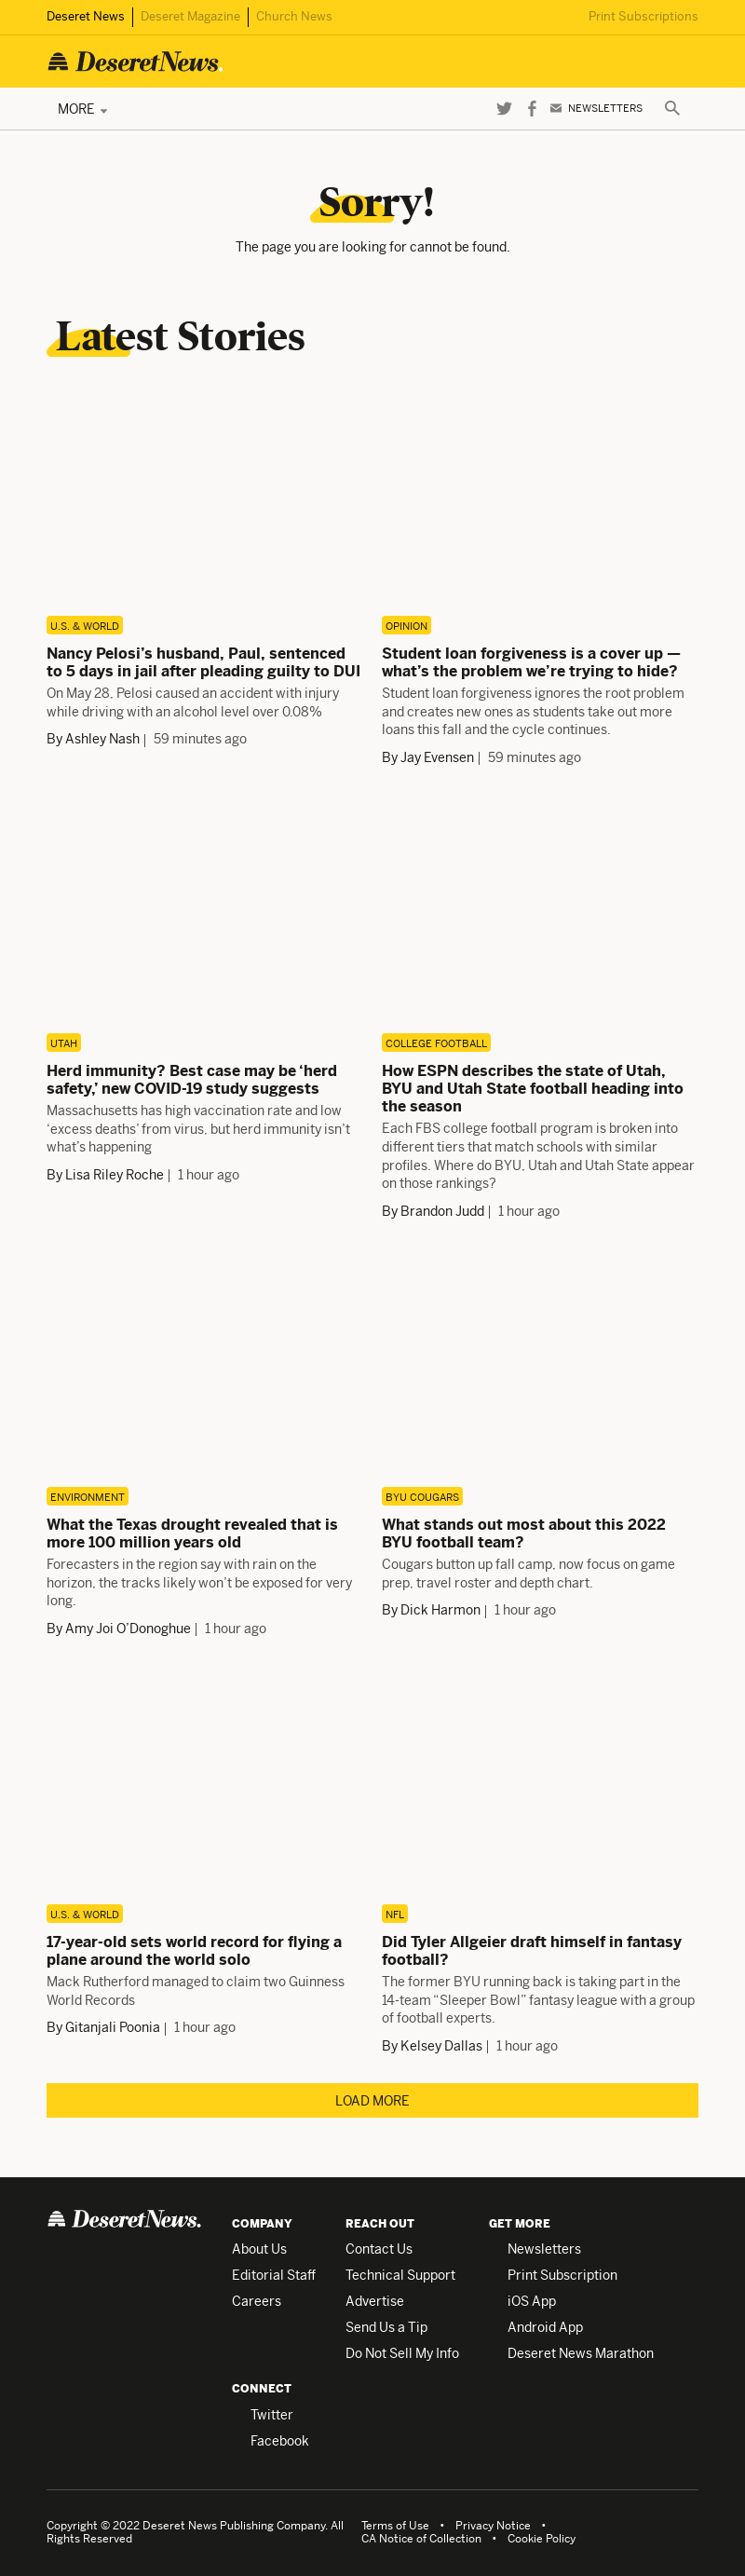 Deseret News
Deseret Magazine
Church News
Print Subscriptions
Deseret News.
MORE
NEWSLETTERS
Sorry!
The page you are looking for cannot be found.
Latest Stories
U.S. & WORLD
Nancy Pelosi’s husband, Paul, sentenced
to 5 days in jail after pleading guilty to DUI
On May 28, Pelosi caused an accident with injury
while driving with an alcohol level over 0.08%
By Ashley Nash | 59 minutes ago
OPINION
Student loan forgiveness is a cover up —
what’s the problem we’re trying to hide?
Student loan forgiveness ignores the root problem
and creates new ones as students take out more
loans this fall and the cycle continues.
By Jay Evensen | 59 minutes ago
UTAH
Herd immunity? Best case may be ‘herd
safety,’ new COVID-19 study suggests
Massachusetts has high vaccination rate and low
‘excess deaths’ from virus, but herd immunity isn’t
what’s happening
By Lisa Riley Roche | 1 hour ago
COLLEGE FOOTBALL
How ESPN describes the state of Utah,
BYU and Utah State football heading into
the season
Each FBS college football program is broken into
different tiers that match schools with similar
profiles. Where do BYU, Utah and Utah State appear
on those rankings?
By Brandon Judd | 1 hour ago
ENVIRONMENT
What the Texas drought revealed that is
more 100 million years old
Forecasters in the region say with rain on the
horizon, the tracks likely won’t be exposed for very
long.
By Amy Joi O’Donoghue | 1 hour ago
BYU COUGARS
What stands out most about this 2022
BYU football team?
Cougars button up fall camp, now focus on game
prep, travel roster and depth chart.
By Dick Harmon | 1 hour ago
U.S. & WORLD
17-year-old sets world record for flying a
plane around the world solo
Mack Rutherford managed to claim two Guinness
World Records
By Gitanjali Poonia | 1 hour ago
NFL
Did Tyler Allgeier draft himself in fantasy
football?
The former BYU running back is taking part in the
14-team “Sleeper Bowl” fantasy league with a group
of football experts.
By Kelsey Dallas | 1 hour ago
LOAD MORE
Deseret News.
COMPANY
About Us
Editorial Staff
Careers
REACH OUT
Contact Us
Technical Support
Advertise
Send Us a Tip
Do Not Sell My Info
GET MORE
Newsletters
Print Subscription
iOS App
Android App
Deseret News Marathon
CONNECT
Twitter
Facebook
Copyright © 2022 Deseret News Publishing Company. All
Rights Reserved
Terms of Use • Privacy Notice •
CA Notice of Collection • Cookie Policy